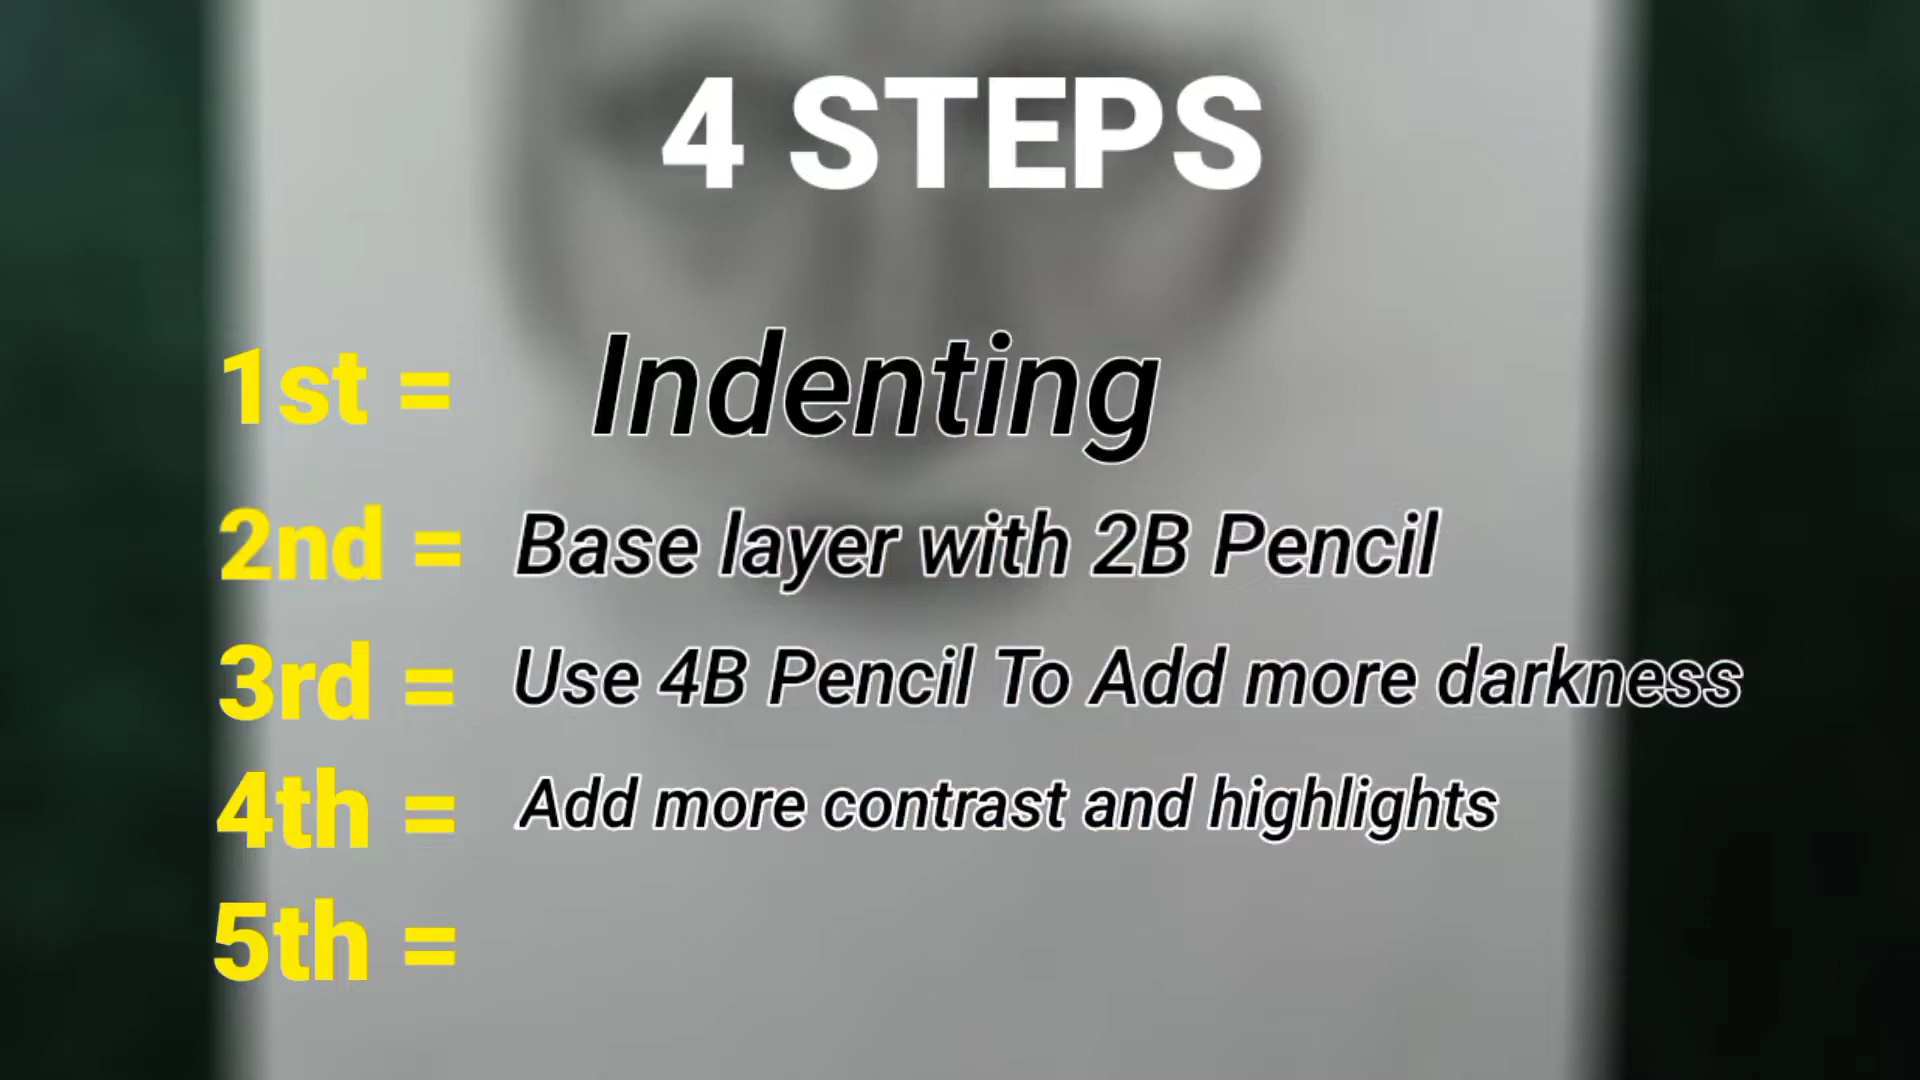 4 STEPS
1st = Indenting
2nd = Base layer with 2B Pencil
3rd = Use 4B Pencil To Add more darkness
4th = Add more contrast and highlights
5th =